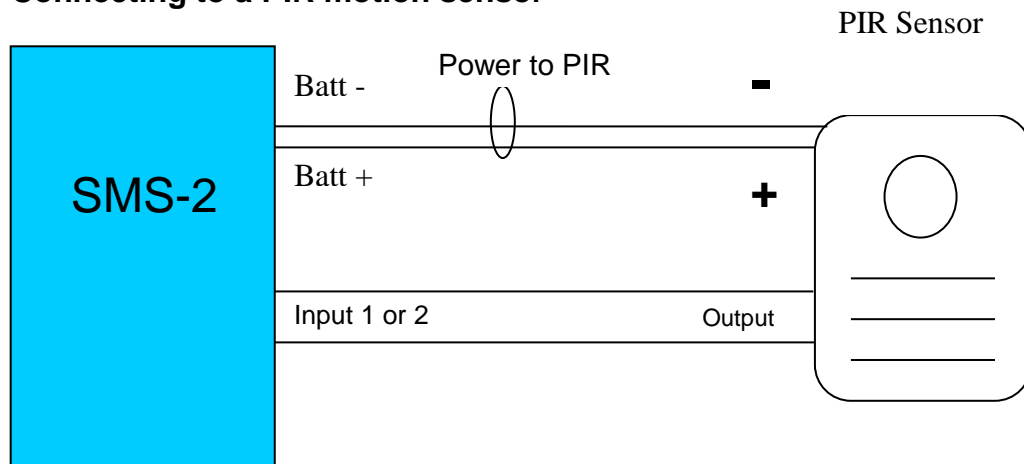 Connecting to a PIR motion sensor
PIR Sensor
Power to PIR
Batt -
-
Batt +
+
SMS-2
Input 1 or 2
Output